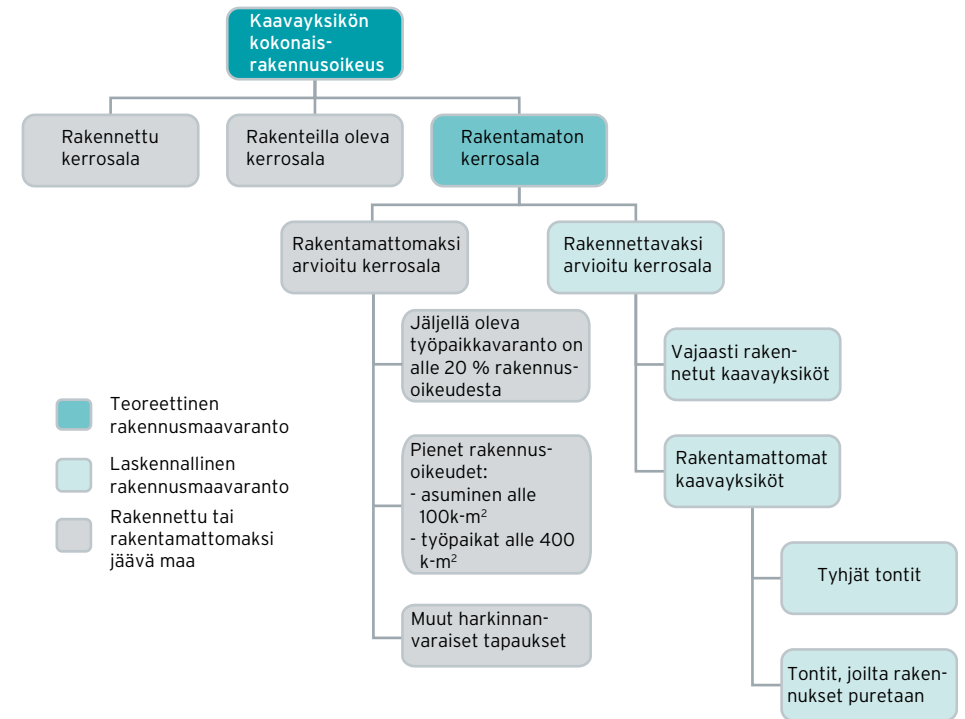 Kaavayksikön
kokonais-
rakennusoikeus
Rakennettu
kerrosala
Rakenteilla oleva
kerrosala
Rakentamaton
kerrosala
Rakentamattomaksi
arvioitu kerrosala
Rakennettavaksi
arvioitu kerrosala
Jäljellä oleva
työpaikkavaranto on
alle 20 % rakennus-
oikeudesta
Vajaasti raken-
netut kaavayksiköt
Pienet rakennus-
oikeudet:
- asuminen alle
100k-m²
- työpaikat alle 400
k-m²
Rakentamattomat
kaavayksiköt
Muut harkinnan-
varaiset tapaukset
Tyhjät tontit
Tontit, joilta raken-
nukset puretaan
Teoreettinen
rakennusmaavaranto
Laskennallinen
rakennusmaavaranto
Rakennettu tai
rakentamattomaksi
jäävä maa